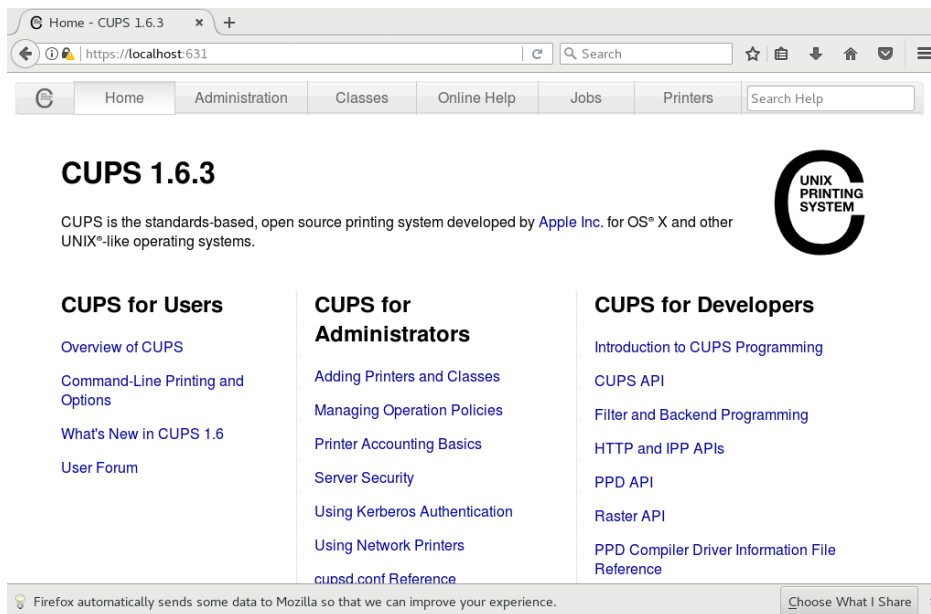 Home - CUPS 1.6.3
https://localhost:631
Search
Home
Administration
Classes
Online Help
Jobs
Printers
Search Help
CUPS 1.6.3
CUPS is the standards-based, open source printing system developed by Apple Inc. for OS® X and other
UNIX®-like operating systems.
UNIX
PRINTING
SYSTEM
CUPS for Users
Overview of CUPS
Command-Line Printing and
Options
What's New in CUPS 1.6
User Forum
CUPS for
Administrators
Adding Printers and Classes
Managing Operation Policies
Printer Accounting Basics
Server Security
Using Kerberos Authentication
Using Network Printers
cupsd.conf Reference
CUPS for Developers
Introduction to CUPS Programming
CUPS API
Filter and Backend Programming
HTTP and IPP APIs
PPD API
Raster API
PPD Compiler Driver Information File
Reference
Firefox automatically sends some data to Mozilla so that we can improve your experience.
Choose What I Share